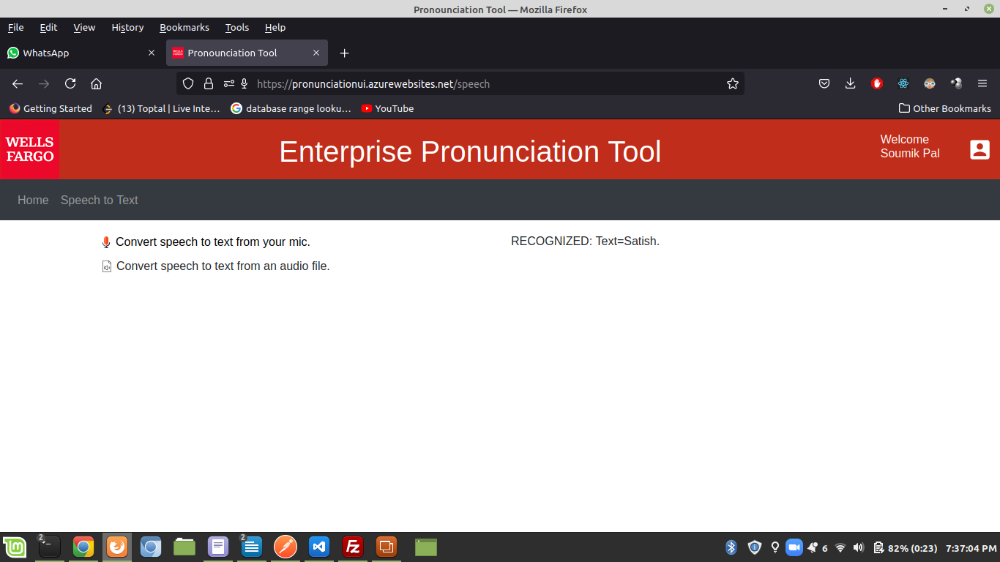 Pronounciation Tool — Mozilla Firefox
File Edit View History Bookmarks Tools Help
WhatsApp
WELLS FARGO Pronounciation Tool
https://pronunciationui.azurewebsites.net/speech
Getting Started
(13) Toptal | Live Inte…
database range looku…
YouTube
Other Bookmarks
WELLS
FARGO
Enterprise Pronunciation Tool
Welcome
Soumik Pal
Home Speech to Text
Convert speech to text from your mic.
RECOGNIZED: Text=Satish.
Convert speech to text from an audio file.
2
2
FZ
6
82% (0:23)
7:37:04 PM